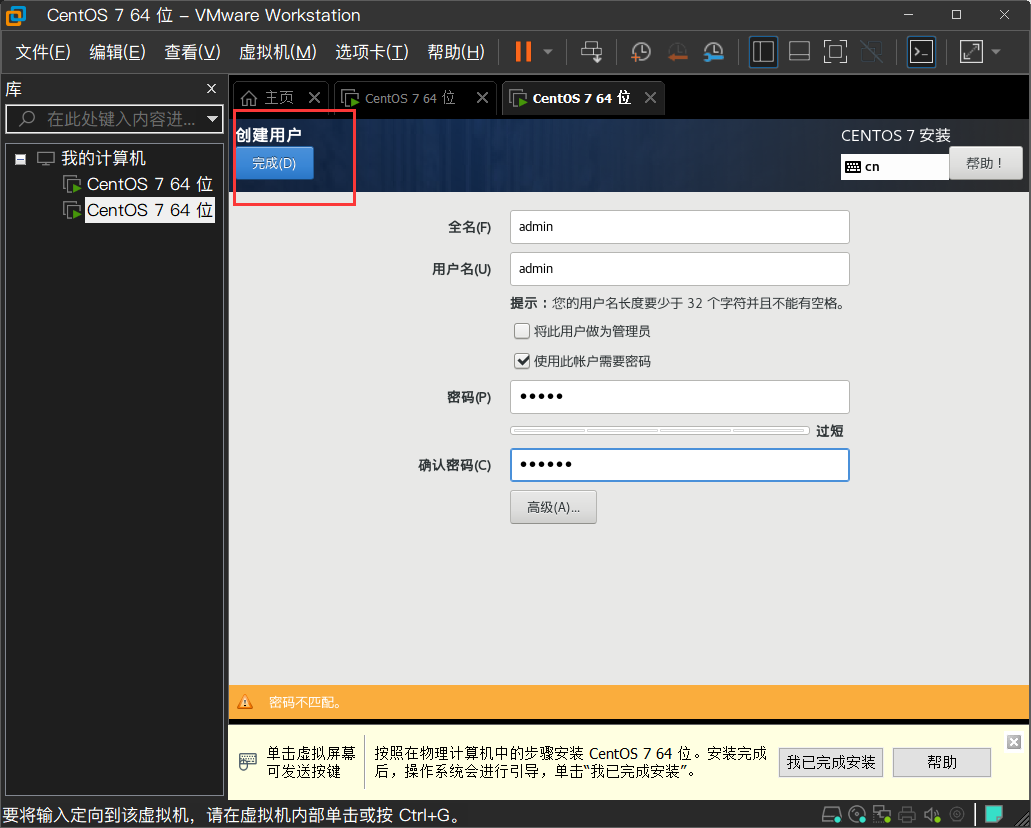 CentOS 7 64 位 - VMware Workstation
文件(F) 编辑(E) 查看(V) 虚拟机(M) 选项卡(T) 帮助(H)
库
在此处键入内容进...
我的计算机
CentOS 7 64 位
CentOS 7 64 位
主页 CentOS 7 64 位 CentOS 7 64 位
创建用户
完成(D)
CENTOS 7 安装
cn
帮助！
全名(F) admin
用户名(U) admin
提示：您的用户名长度要少于 32 个字符并且不能有空格。
将此用户做为管理员
使用此帐户需要密码
密码(P) •••••
过短
确认密码(C) ••••••
高级(A)...
密码不匹配。
单击虚拟屏幕
可发送按键
按照在物理计算机中的步骤安装 CentOS 7 64 位。安装完成
后，操作系统会进行引导，单击“我已完成安装”。
我已完成安装
帮助
要将输入定向到该虚拟机，请在虚拟机内部单击或按 Ctrl+G。